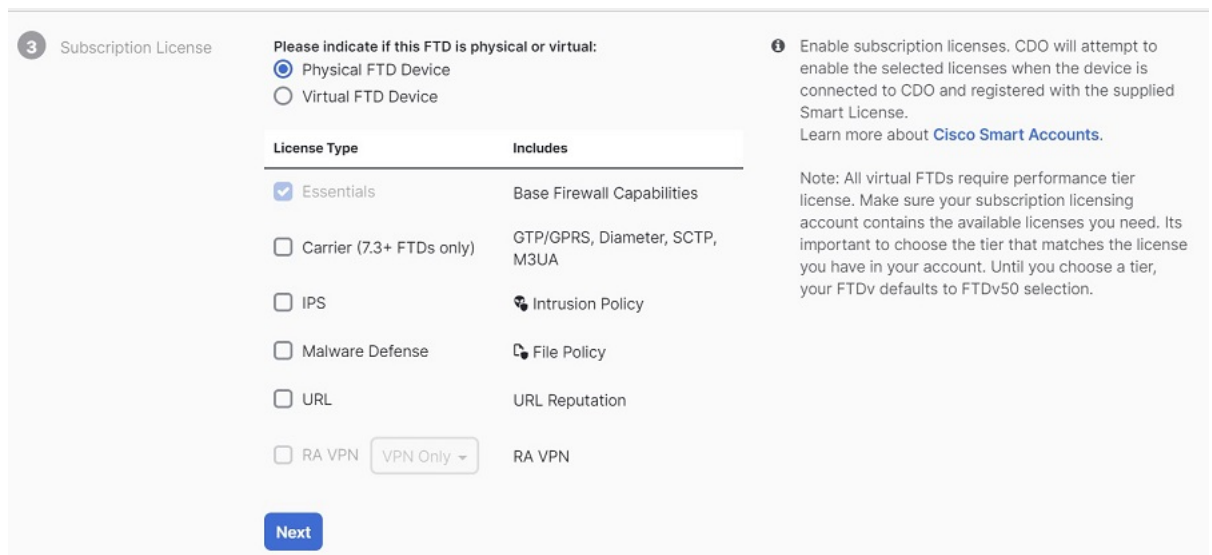 3 Subscription License
Please indicate if this FTD is physical or virtual:
Physical FTD Device
Virtual FTD Device
License Type Includes
Essentials Base Firewall Capabilities
Carrier (7.3+ FTDs only) GTP/GPRS, Diameter, SCTP,
M3UA
IPS Intrusion Policy
Malware Defense File Policy
URL URL Reputation
RA VPN VPN Only RA VPN
Next
Enable subscription licenses. CDO will attempt to
enable the selected licenses when the device is
connected to CDO and registered with the supplied
Smart License.
Learn more about Cisco Smart Accounts.
Note: All virtual FTDs require performance tier
license. Make sure your subscription licensing
account contains the available licenses you need. Its
important to choose the tier that matches the license
you have in your account. Until you choose a tier,
your FTDv defaults to FTDv50 selection.